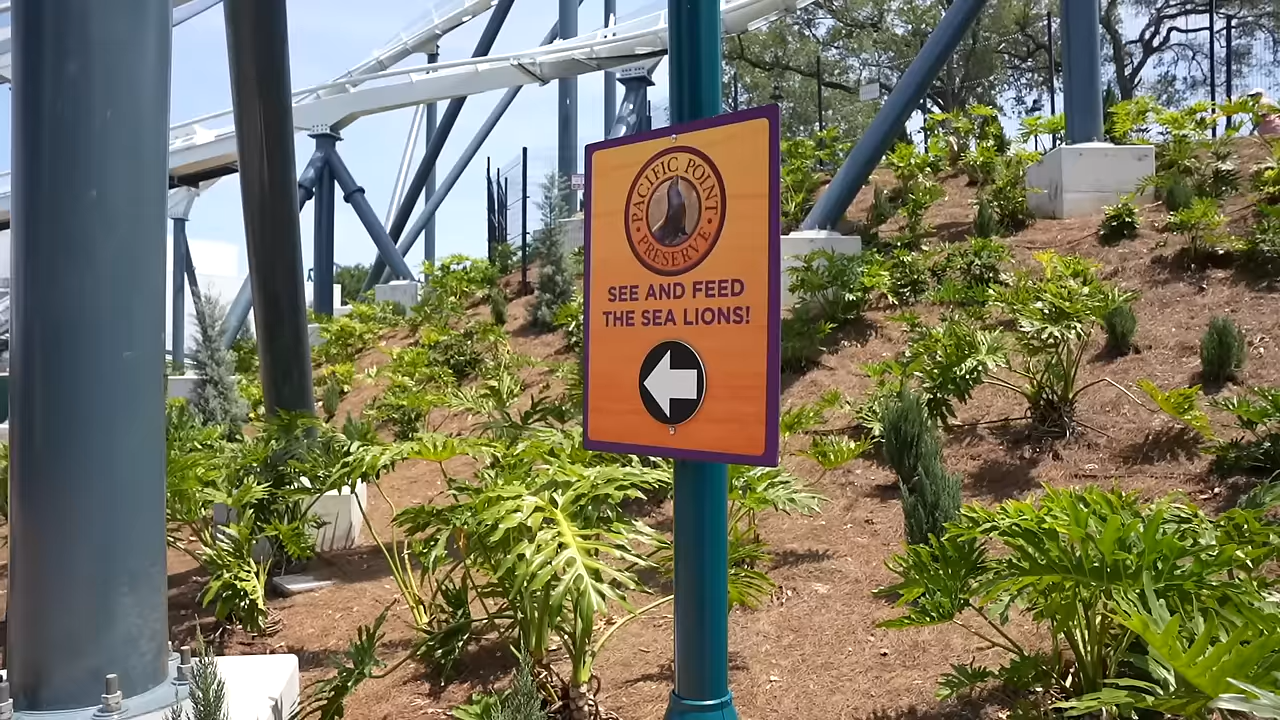 PACIFIC POINT
• PRESERVE •
SEE AND FEED
THE SEA LIONS!